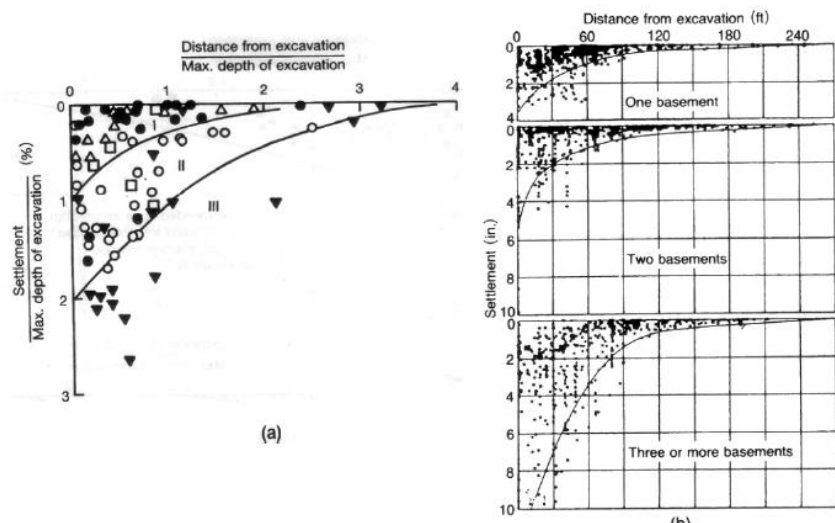 Distance from excavation
Max. depth of excavation
0 1 2 3 4
0
1
2
3
Settlement (%)
Max. depth of excavation
I
II
III
(a)
Distance from excavation (ft)
0 60 120 180 240
0
2
4
One basement
0
2
4
6
8
10
Two basements
Settlement (in.)
0
2
4
6
8
10
Three or more basements
(b)